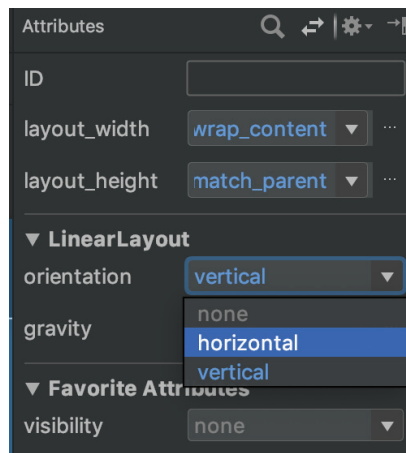 Attributes
ID
layout_width wrap_content ...
layout_height match_parent ...
LinearLayout
orientation vertical
none
gravity
horizontal
vertical
Favorite Attributes
visibility none